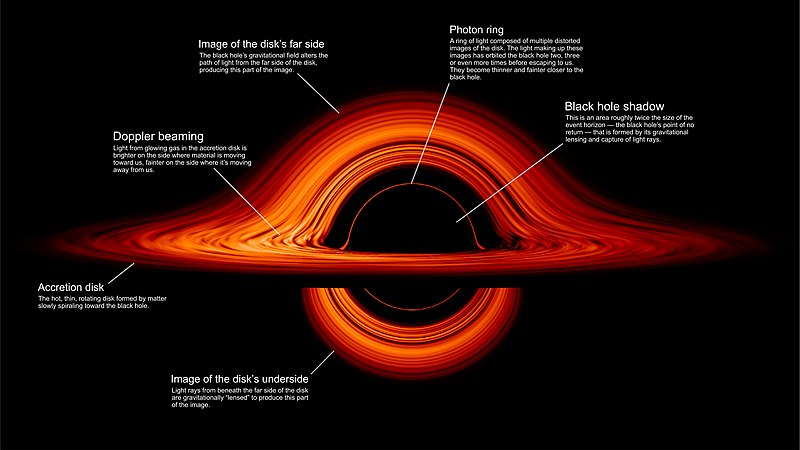 Photon ring
A ring of light composed of multiple distorted
images of the disk. The light making up these
images has orbited the black hole two, three
or even more times before escaping to us.
They become thinner and fainter closer to the
black hole.
Image of the disk's far side
The black hole's gravitational field alters the
path of light from the far side of the disk,
producing this part of the image.
Black hole shadow
This is an area roughly twice the size of the
event horizon — the black hole's point of no
return — that is formed by its gravitational
lensing and capture of light rays.
Doppler beaming
Light from glowing gas in the accretion disk is
brighter on the side where material is moving
toward us, fainter on the side where it's moving
away from us.
Accretion disk
The hot, thin, rotating disk formed by matter
slowly spiraling toward the black hole.
Image of the disk's underside
Light rays from beneath the far side of the disk
are gravitationally "lensed" to produce this part
of the image.